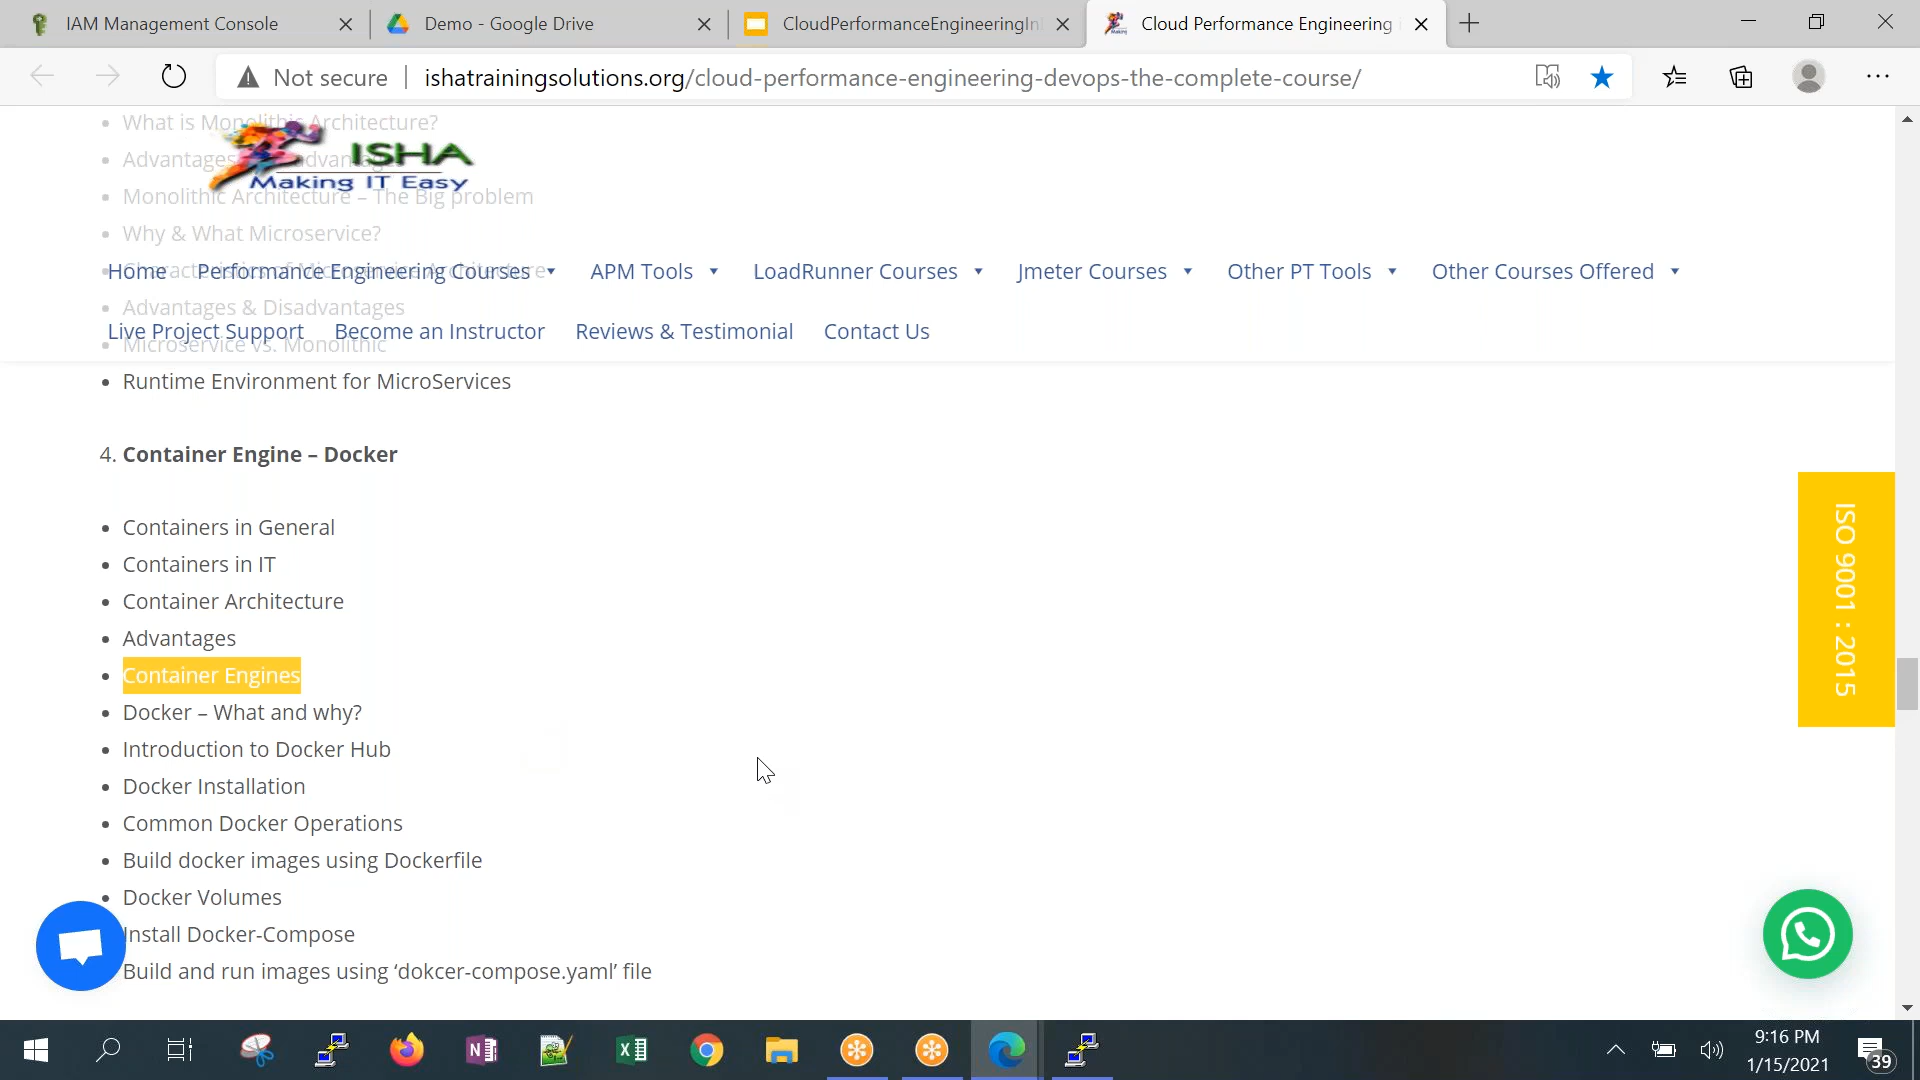 IAM Management Console
Demo - Google Drive
CloudPerformanceEngineeringIn
Cloud Performance Engineering i
Not secure
ishatrainingsolutions.org/cloud-performance-engineering-devops-the-complete-course/
What is Monolithic Architecture?
Advantages & Disadvantages
ISHA
Making IT Easy
Monolithic Architecture – The Big problem
Why & What Microservice?
Home
Performance Engineering Courses
APM Tools
LoadRunner Courses
Jmeter Courses
Other PT Tools
Other Courses Offered
Characteristics of Microservice Architecture
Advantages & Disadvantages
Live Project Support
Become an Instructor
Reviews & Testimonial
Contact Us
Microservice vs. Monolithic
Runtime Environment for MicroServices
4. Container Engine – Docker
Containers in General
Containers in IT
Container Architecture
Advantages
Container Engines
Docker – What and why?
Introduction to Docker Hub
Docker Installation
Common Docker Operations
Build docker images using Dockerfile
Docker Volumes
Install Docker-Compose
Build and run images using ‘dokcer-compose.yaml’ file
ISO 9001 : 2015
9:16 PM
1/15/2021
39